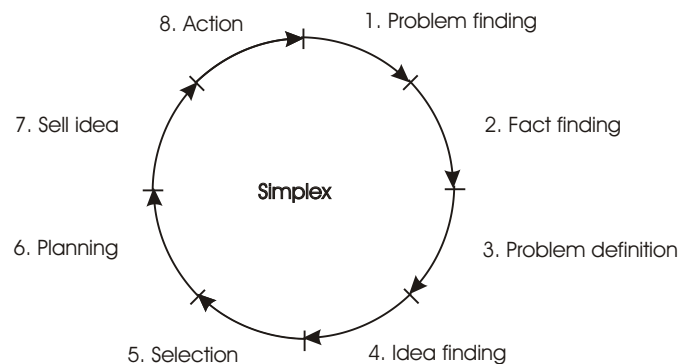 8. Action
1. Problem finding
7. Sell idea
2. Fact finding
Simplex
6. Planning
3. Problem definition
5. Selection
4. Idea finding